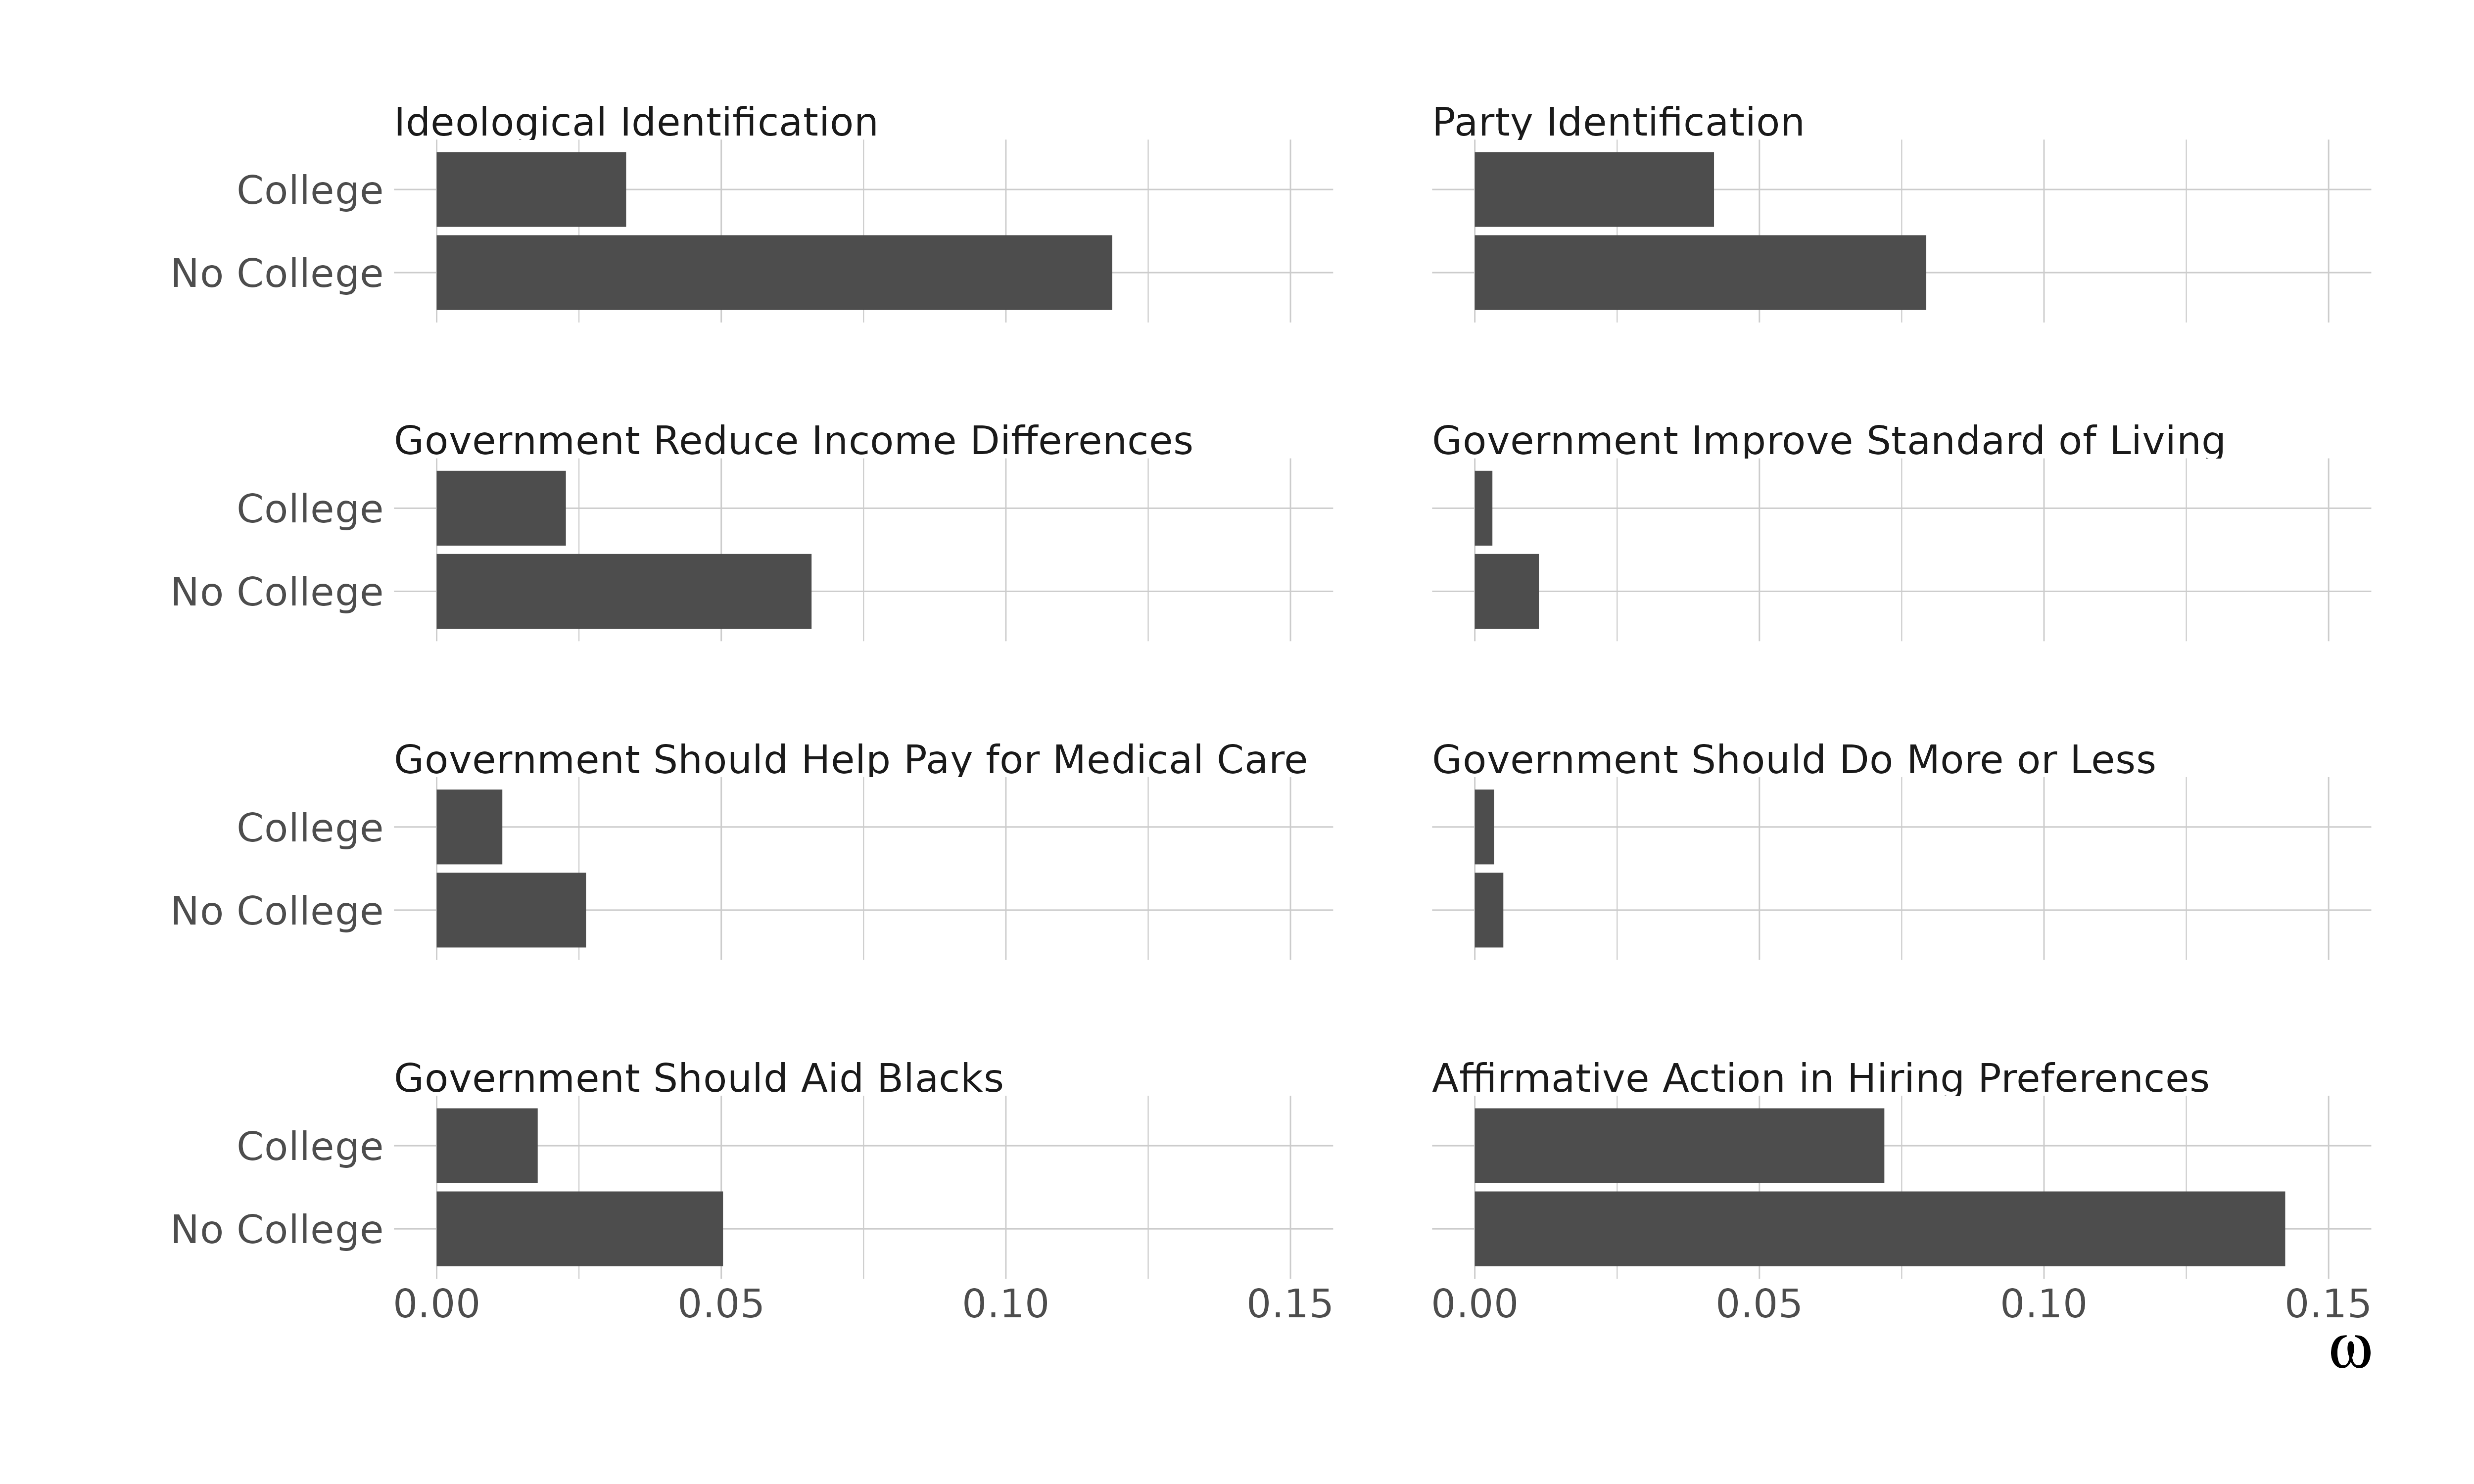 Ideological Identification
Party Identification
College
No College
Government Reduce Income Differences
Government Improve Standard of Living
College
No College
Government Should Help Pay for Medical Care
Government Should Do More or Less
College
No College
Government Should Aid Blacks
Affirmative Action in Hiring Preferences
College
No College
0.00 0.05 0.10 0.15 0.00 0.05 0.10 0.15
ω